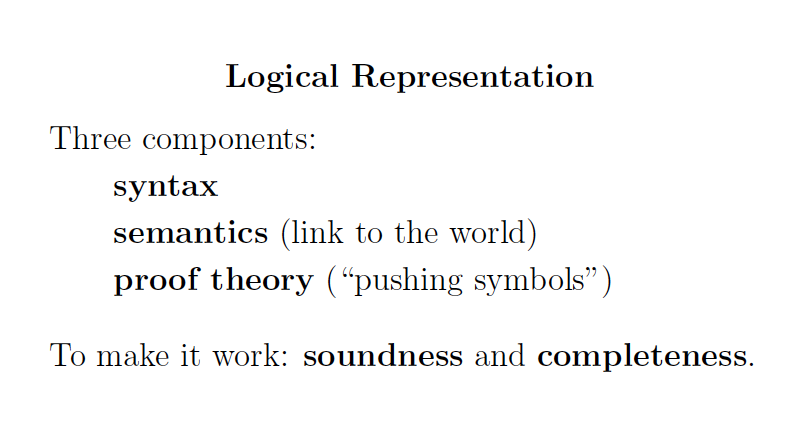 Logical Representation
Three components:
syntax
semantics (link to the world)
proof theory (“pushing symbols”)
To make it work: soundness and completeness.